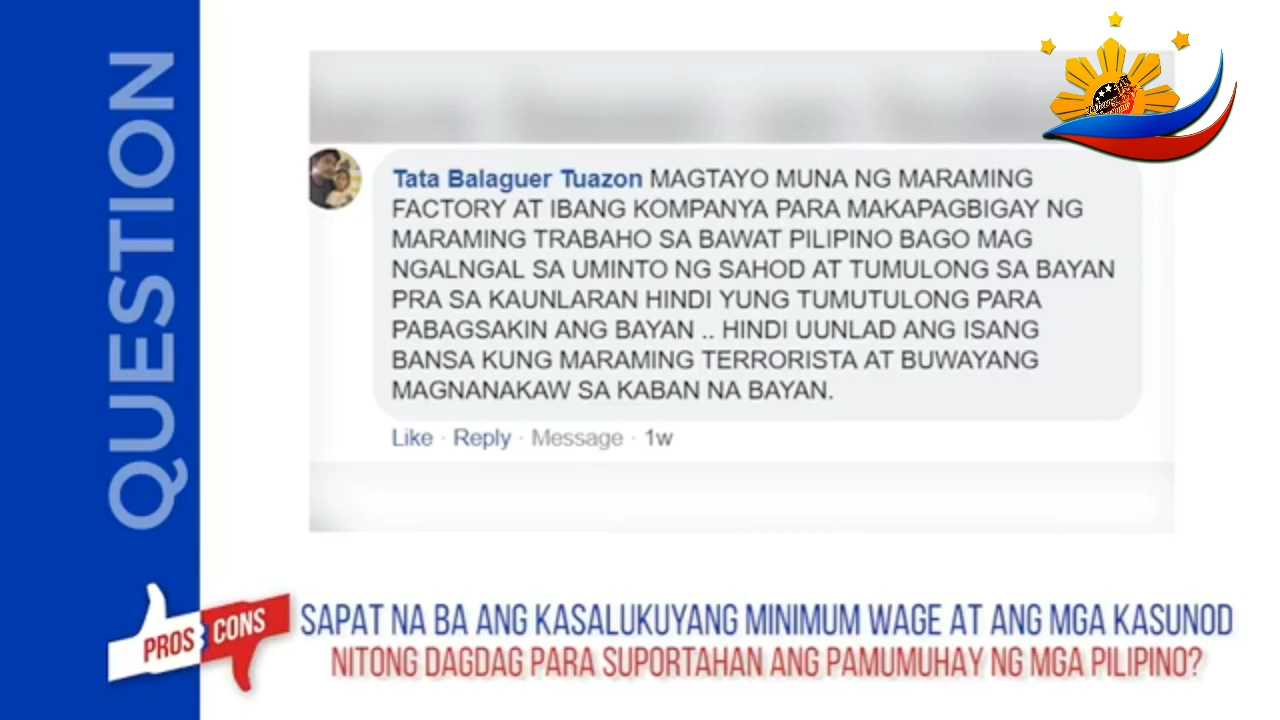 QUESTION
Tata Balaguer Tuazon MAGTAYO MUNA NG MARAMING
FACTORY AT IBANG KOMPANYA PARA MAKAPAGBIGAY NG
MARAMING TRABAHO SA BAWAT PILIPINO BAGO MAG
NGALNGAL SA UMINTO NG SAHOD AT TUMULONG SA BAYAN
PRA SA KAUNLARAN HINDI YUNG TUMUTULONG PARA
PABAGSAKIN ANG BAYAN .. HINDI UUNLAD ANG ISANG
BANSA KUNG MARAMING TERRORISTA AT BUWAYANG
MAGNANAKAW SA KABAN NA BAYAN.
Like · Reply · Message · 1w
PROS CONS
SAPAT NA BA ANG KASALUKUYANG MINIMUM WAGE AT ANG MGA KASUNOD
NITONG DAGDAG PARA SUPORTAHAN ANG PAMUMUHAY NG MGA PILIPINO?